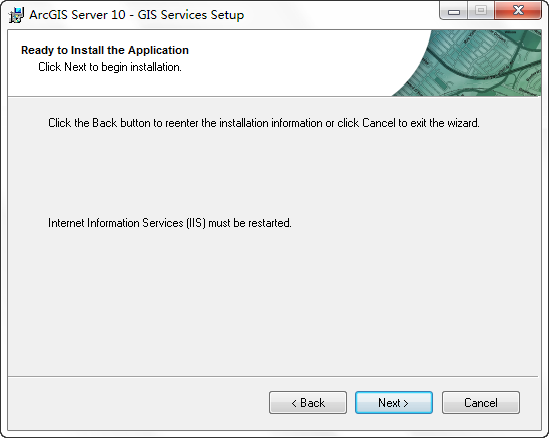 ArcGIS Server 10 - GIS Services Setup
Ready to Install the Application
Click Next to begin installation.
Click the Back button to reenter the installation information or click Cancel to exit the wizard.
Internet Information Services (IIS) must be restarted.
< Back
Next >
Cancel